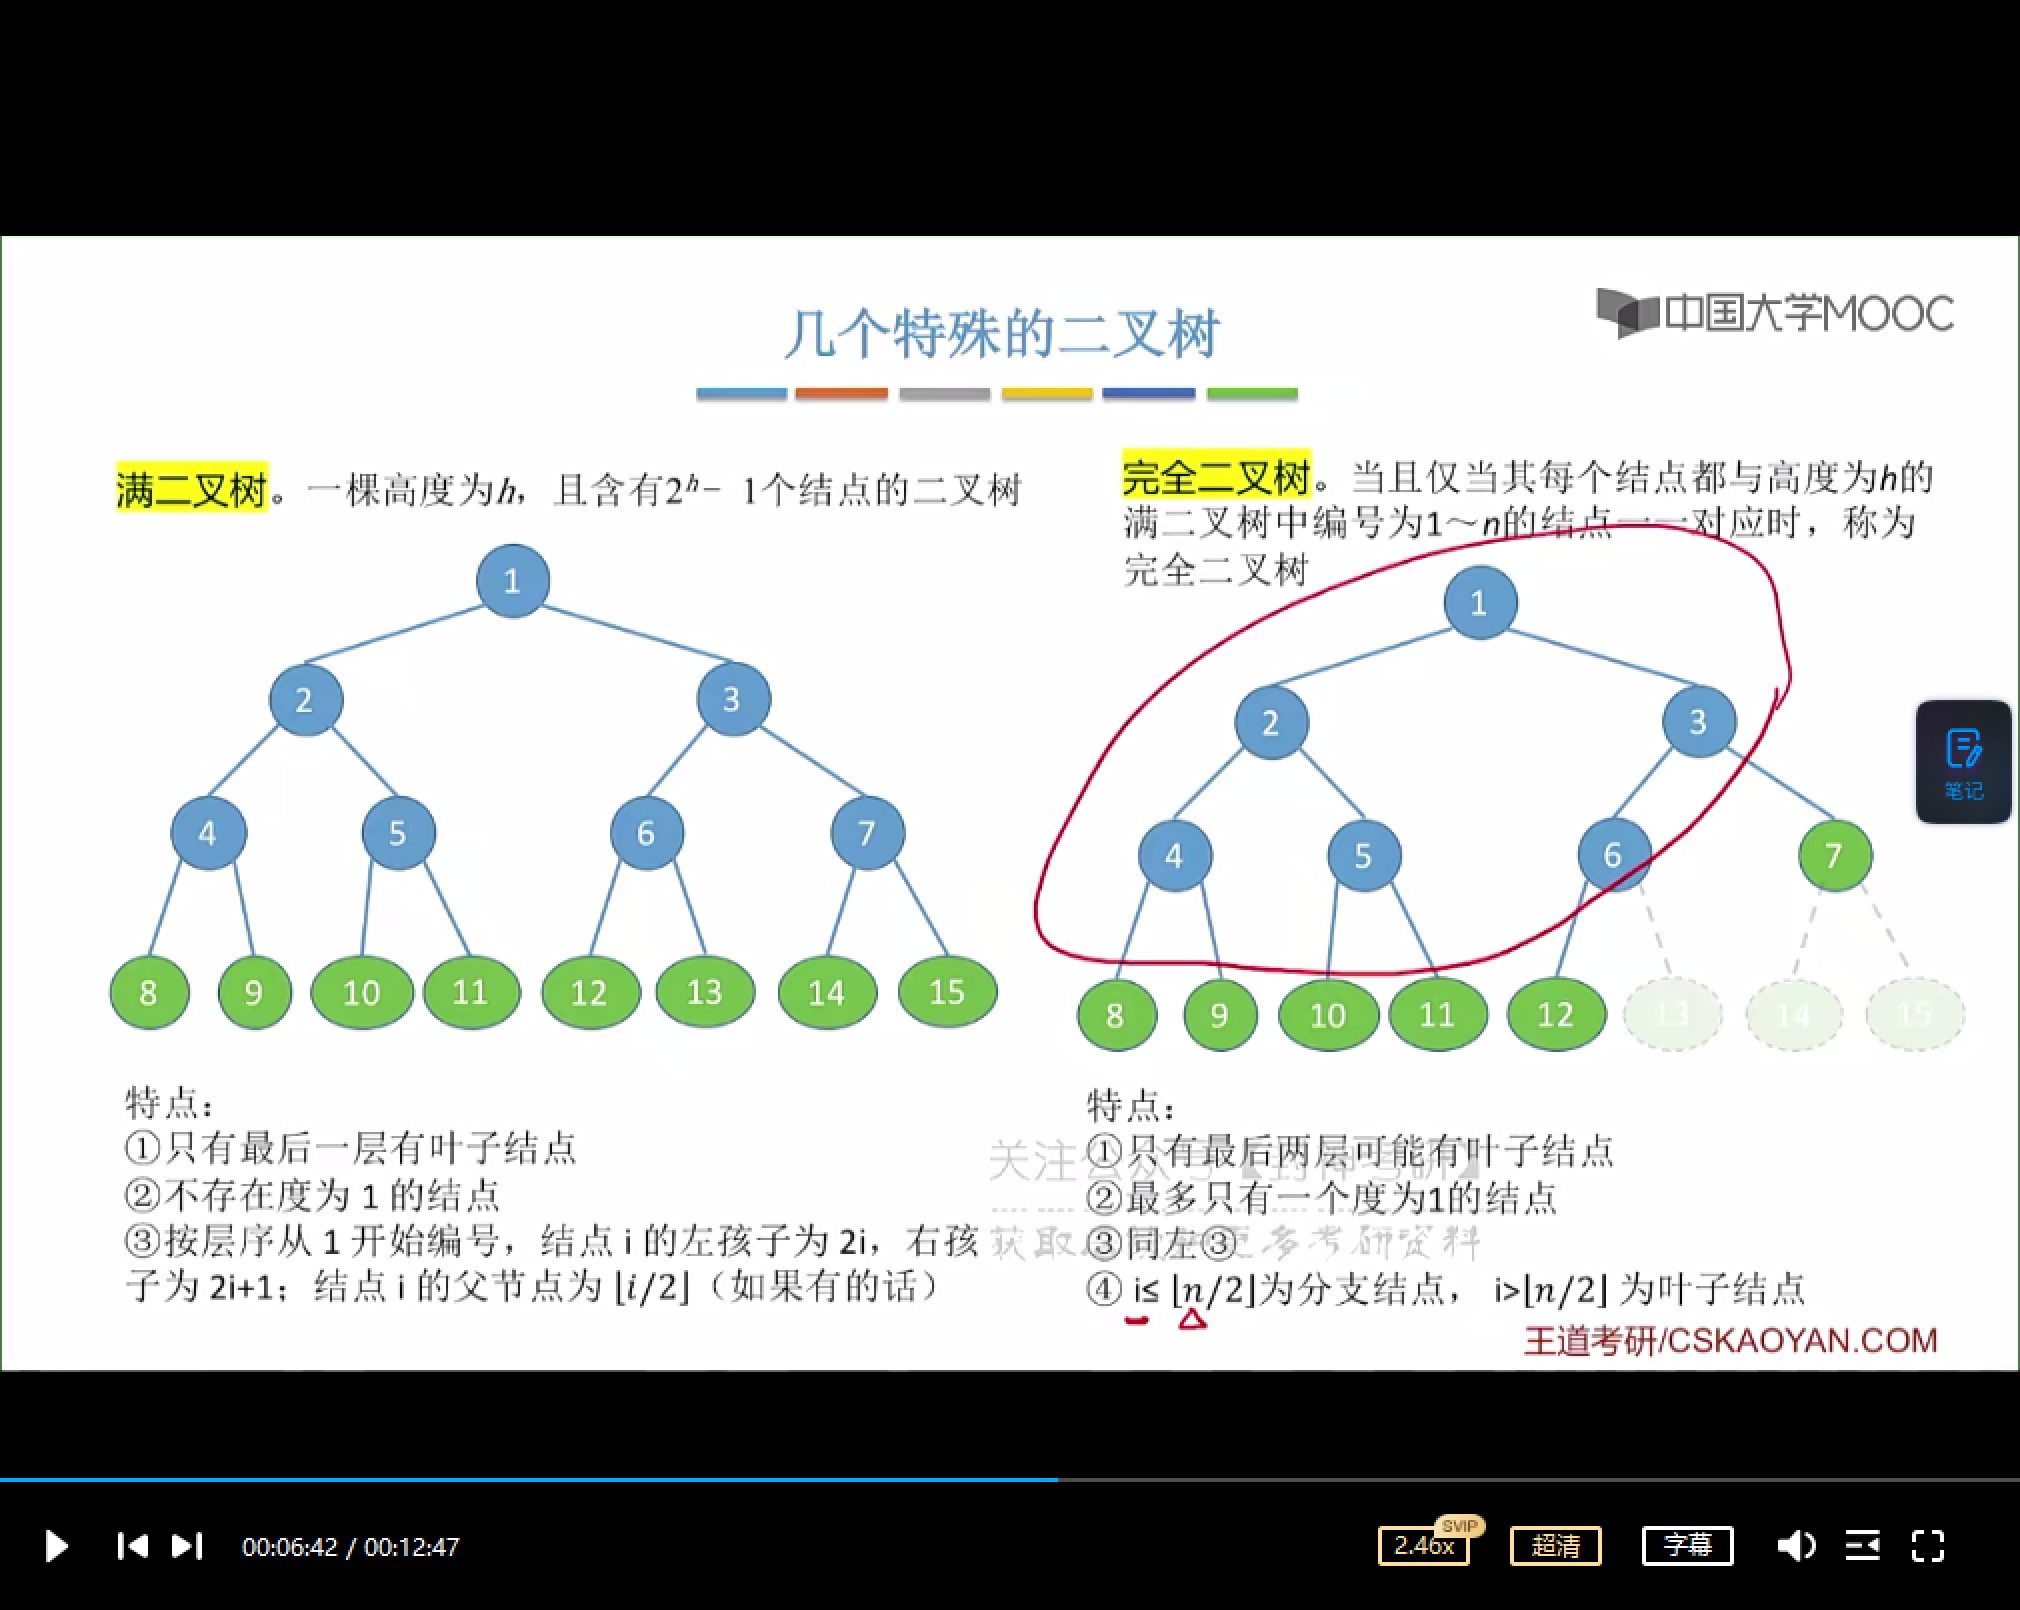 几个特殊的二叉树
中国大学MOOC
满二叉树。一棵高度为h，且含有2ʰ − 1个结点的二叉树
1
2 3
4 5 6 7
8 9 10 11 12 13 14 15
特点：
①只有最后一层有叶子结点
②不存在度为 1 的结点
③按层序从 1 开始编号，结点 i 的左孩子为 2i，右孩
子为 2i+1；结点 i 的父节点为 ⌊i/2⌋（如果有的话）
完全二叉树。当且仅当其每个结点都与高度为h的
满二叉树中编号为1～n的结点一一对应时，称为
完全二叉树
1
2 3
4 5 6 7
8 9 10 11 12 13 14 15
特点：
①只有最后两层可能有叶子结点
②最多只有一个度为1的结点
③同左③
④ i≤ ⌊n/2⌋为分支结点， i>⌊n/2⌋ 为叶子结点
关注
获取 更多考研资料
王道考研/CSKAOYAN.COM
笔记
00:06:42 / 00:12:47
SVIP
2.46x 超清 字幕